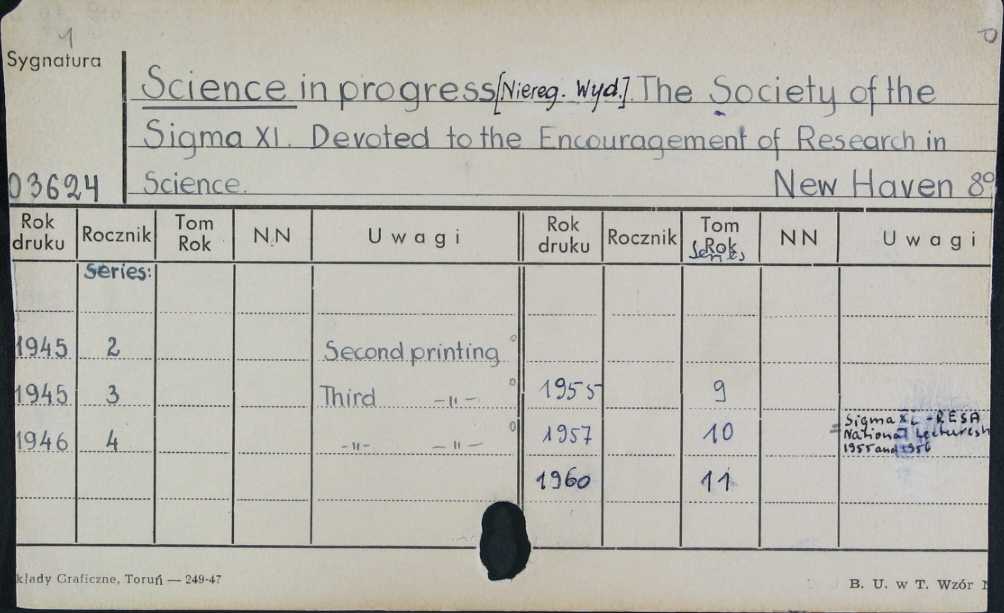 1
Sygnatura
Science in progress [Niereg. Wyd.] The Society of the
Sigma XI. Devoted to the Encouragement of Research in
03624 Science. New Haven 8°
Rok druku Rocznik Tom Rok NN Uwagi Rok druku Rocznik Tom Rok Series NN Uwagi
Series:
1945 2 Second printing °
1945 3 Third -"- ° 1955 9
1946 4 -"- -"- ° 1957 10 = Sigma Xi - RESA
National Lecturesh
1955 and 1956
1960 11
kłady Graficzne, Toruń — 249-47 B. U. w T. Wzór